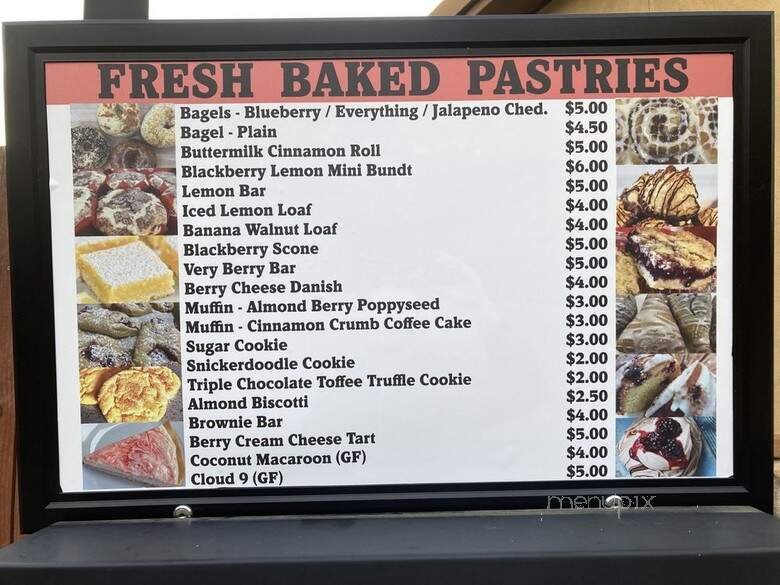 FRESH BAKED PASTRIES
Bagels - Blueberry / Everything / Jalapeno Ched. $5.00
Bagel - Plain $4.50
Buttermilk Cinnamon Roll $5.00
Blackberry Lemon Mini Bundt $6.00
Lemon Bar $5.00
Iced Lemon Loaf $4.00
Banana Walnut Loaf $4.00
Blackberry Scone $5.00
Very Berry Bar $5.00
Berry Cheese Danish $4.00
Muffin - Almond Berry Poppyseed $3.00
Muffin - Cinnamon Crumb Coffee Cake $3.00
Sugar Cookie $3.00
Snickerdoodle Cookie $2.00
Triple Chocolate Toffee Truffle Cookie $2.00
Almond Biscotti $2.50
Brownie Bar $4.00
Berry Cream Cheese Tart $5.00
Coconut Macaroon (GF) $4.00
Cloud 9 (GF) $5.00
menupix